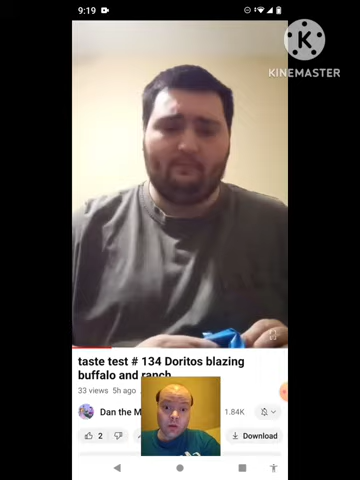 9:19
KINEMASTER
taste test # 134 Doritos blazing
buffalo and ranch
33 views 5h ago
Dan the M
1.84K
2
Download